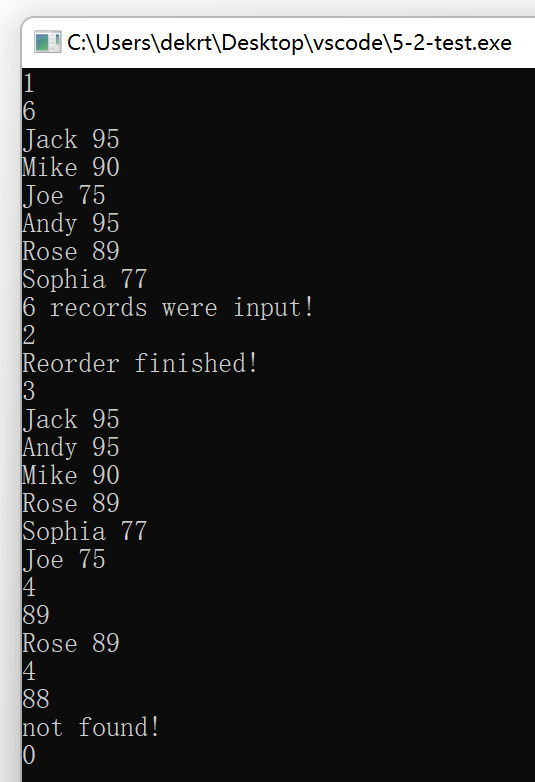 C:\Users\dekrt\Desktop\vscode\5-2-test.exe
1
6
Jack 95
Mike 90
Joe 75
Andy 95
Rose 89
Sophia 77
6 records were input!
2
Reorder finished!
3
Jack 95
Andy 95
Mike 90
Rose 89
Sophia 77
Joe 75
4
89
Rose 89
4
88
not found!
0